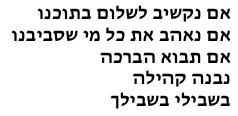 אם נקשיב לשלום בתוכנו
אם נאהב את כל מי שסביבנו
אם תבוא הברכה
נבנה קהילה
בשבילי בשבילך